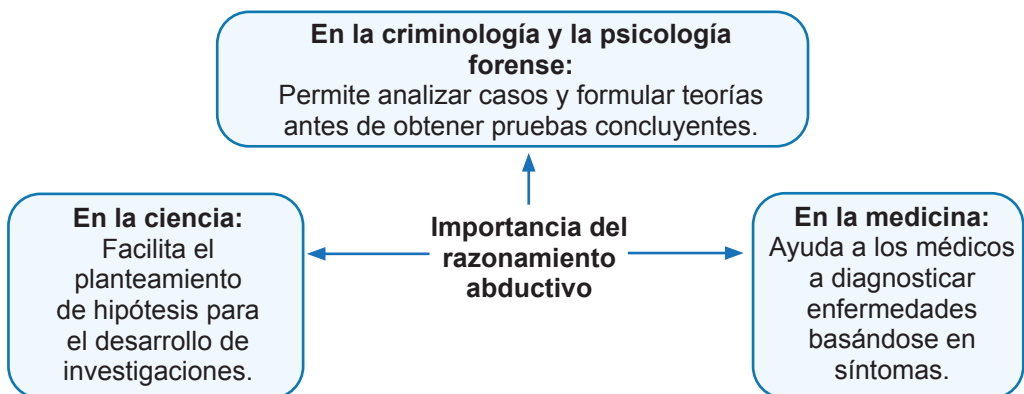 En la criminología y la psicología
forense:
Permite analizar casos y formular teorías
antes de obtener pruebas concluyentes.
En la ciencia:
Facilita el
planteamiento
de hipótesis para
el desarrollo de
investigaciones.
Importancia del
razonamiento
abductivo
En la medicina:
Ayuda a los médicos
a diagnosticar
enfermedades
basándose en
síntomas.